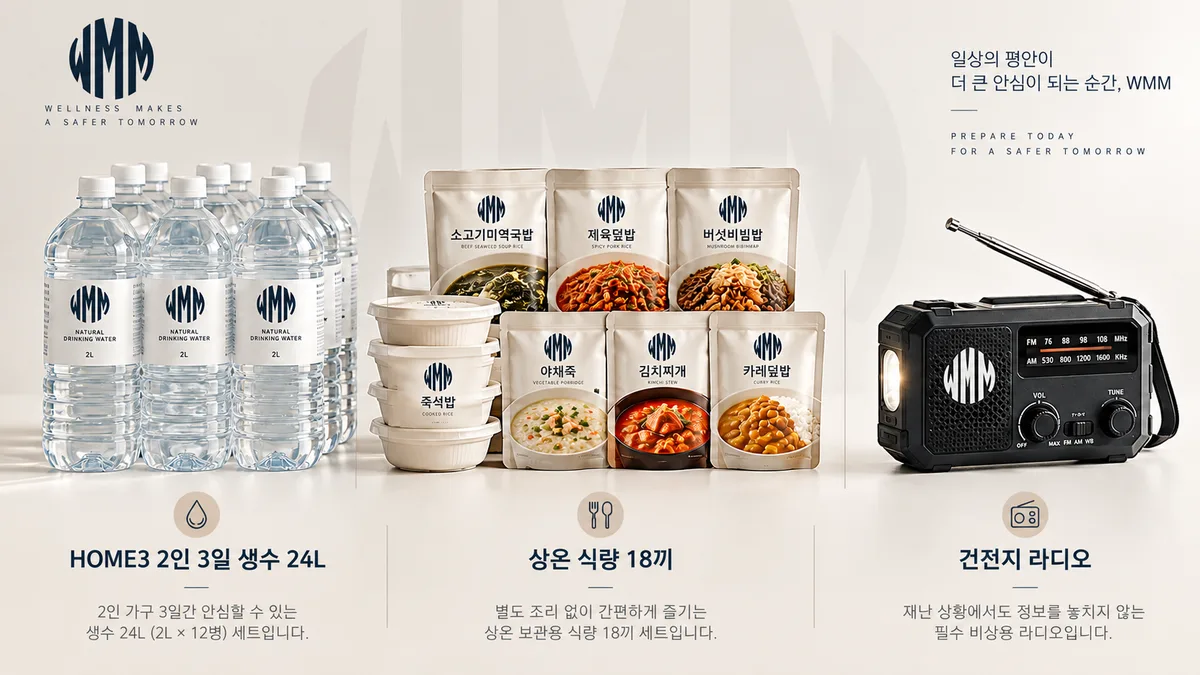 WMM
WELLNESS MAKES
A SAFER TOMORROW
일상의 평안이
더 큰 안심이 되는 순간, WMM
PREPARE TODAY
FOR A SAFER TOMORROW
WMM
WMM
NATURAL
DRINKING WATER
2L
WMM
NATURAL
DRINKING WATER
2L
WMM
NATURAL
DRINKING WATER
2L
WMM
소고기미역국밥
BEEF SEAWEED SOUP RICE
WMM
제육덮밥
SPICY PORK RICE
WMM
버섯비빔밥
MUSHROOM BIBIMBAP
WMM
죽석밥
COOKED RICE
WMM
야채죽
VEGETABLE PORRIDGE
WMM
김치찌개
KIMCHI STEW
WMM
카레덮밥
CURRY RICE
WMM
FM 76 88 98 108 MHz
AM 530 800 1200 1600 KHz
VOL
TUNE
OFF
MAX
FM AM WB
HOME3 2인 3일 생수 24L
2인 가구 3일간 안심할 수 있는
생수 24L (2L × 12병) 세트입니다.
상온 식량 18끼
별도 조리 없이 간편하게 즐기는
상온 보관용 식량 18끼 세트입니다.
건전지 라디오
재난 상황에서도 정보를 놓치지 않는
필수 비상용 라디오입니다.